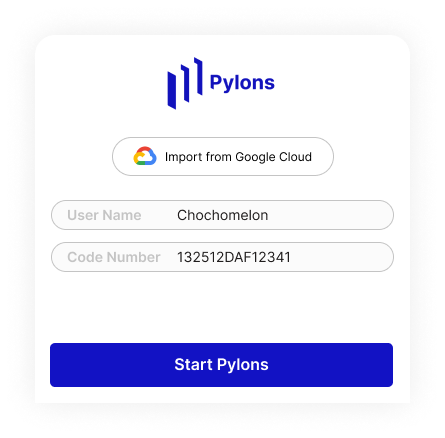 Pylons
Import from Google Cloud
User Name Chochomelon
Code Number 132512DAF12341
Start Pylons